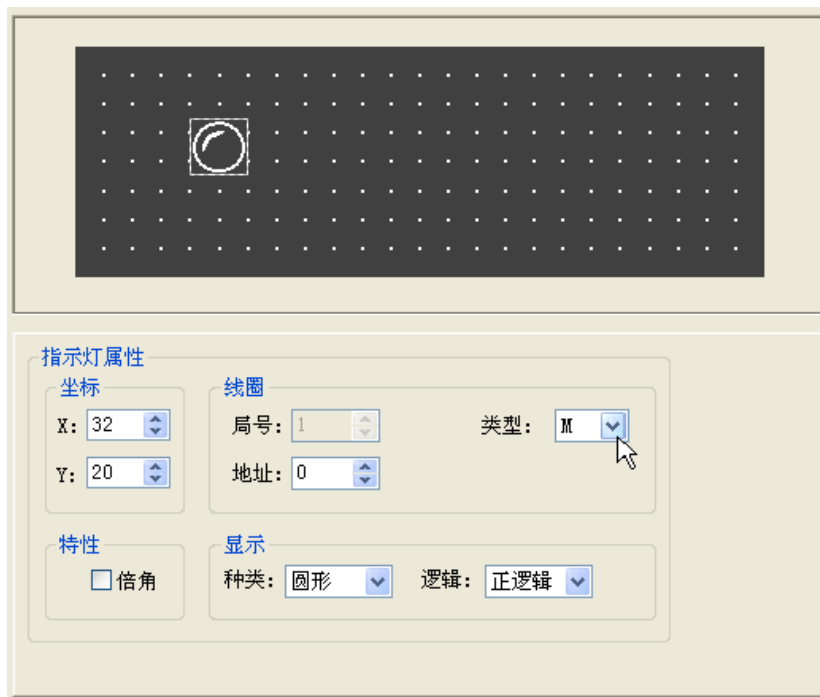 指示灯属性
坐标
线圈
X: 32
局号: 1
类型: M
Y: 20
地址: 0
特性
显示
倍角
种类: 圆形
逻辑: 正逻辑